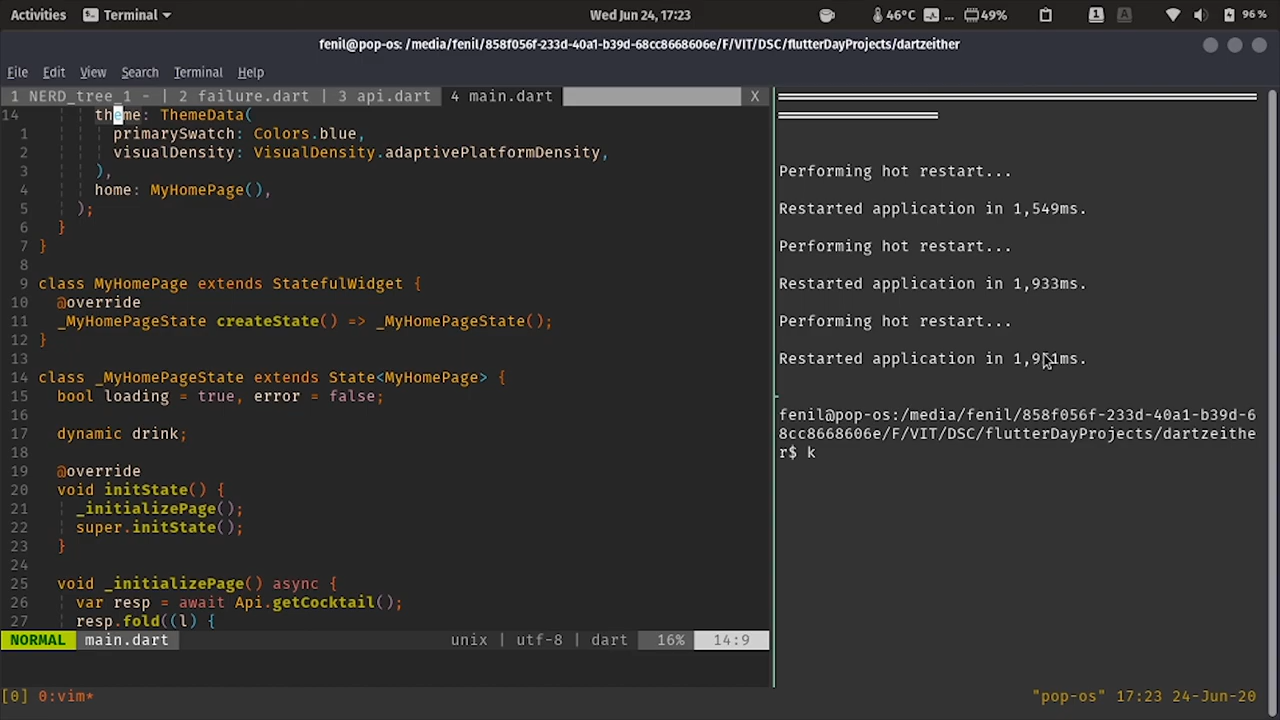 Activities Terminal Wed Jun 24, 17:23 46°C ... 49% 1 A 96 %
fenil@pop-os: /media/fenil/858f056f-233d-40a1-b39d-68cc8668606e/F/VIT/DSC/flutterDayProjects/dartzeither
File Edit View Search Terminal Help
1 NERD_tree_1 - | 2 failure.dart | 3 api.dart 4 main.dart X
14 theme: ThemeData(
1 primarySwatch: Colors.blue,
2 visualDensity: VisualDensity.adaptivePlatformDensity,
3 ),
4 home: MyHomePage(),
5 );
6 }
7 }
8
9 class MyHomePage extends StatefulWidget {
10 @override
11 _MyHomePageState createState() => _MyHomePageState();
12 }
13
14 class _MyHomePageState extends State<MyHomePage> {
15 bool loading = true, error = false;
16
17 dynamic drink;
18
19 @override
20 void initState() {
21 _initializePage();
22 super.initState();
23 }
24
25 void _initializePage() async {
26 var resp = await Api.getCocktail();
27 resp.fold((l) {
NORMAL main.dart unix | utf-8 | dart 16% 14:9
Performing hot restart...
Restarted application in 1,549ms.
Performing hot restart...
Restarted application in 1,933ms.
Performing hot restart...
Restarted application in
fenil@pop-os:/media/fenil/858f056f-233d-40a1-b39d-6
8cc8668606e/F/VIT/DSC/flutterDayProjects/dartzeithe
r$ k
[0] 0:vim* "pop-os" 17:23 24-Jun-20